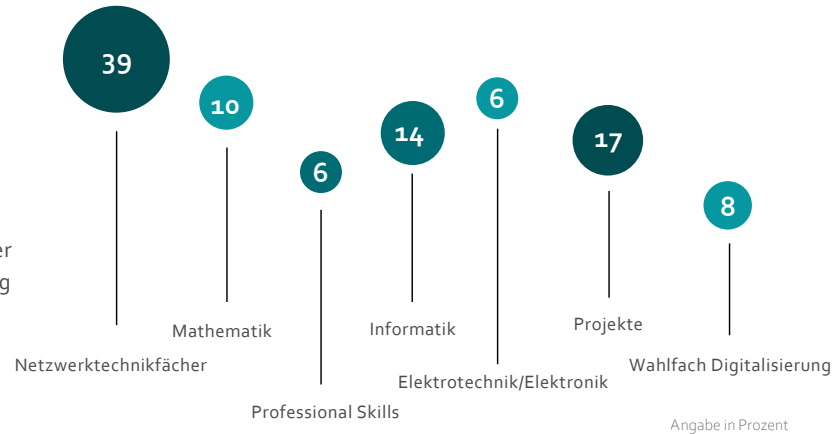 39
10
6
14
6
17
8
er
g
Mathematik
Informatik
Projekte
Netzwerktechnikfächer
Wahlfach Digitalisierung
Elektrotechnik/Elektronik
Professional Skills
Angabe in Prozent